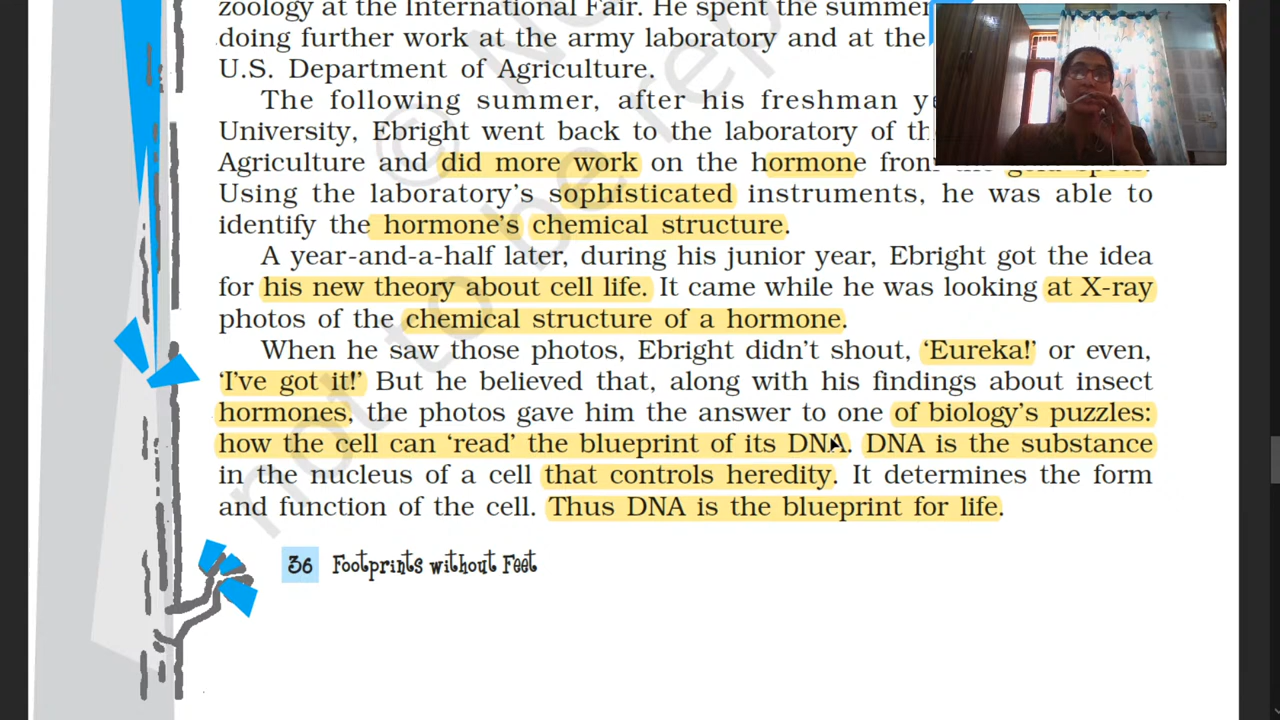 zoology at the International Fair. He spent the summer
doing further work at the army laboratory and at the
U.S. Department of Agriculture.
The following summer, after his freshman
University, Ebright went back to the laboratory of
Agriculture and did more work on the hormone from the gold spots.
Using the laboratory's sophisticated instruments, he was able to
identify the hormone's chemical structure.
A year-and-a-half later, during his junior year, Ebright got the idea
for his new theory about cell life. It came while he was looking at X-ray
photos of the chemical structure of a hormone.
When he saw those photos, Ebright didn't shout, ‘Eureka!’ or even,
‘I've got it!’ But he believed that, along with his findings about insect
hormones, the photos gave him the answer to one of biology's puzzles:
how the cell can ‘read’ the blueprint of its DNA. DNA is the substance
in the nucleus of a cell that controls heredity. It determines the form
and function of the cell. Thus DNA is the blueprint for life.
36 Footprints without Feet
not to be rep